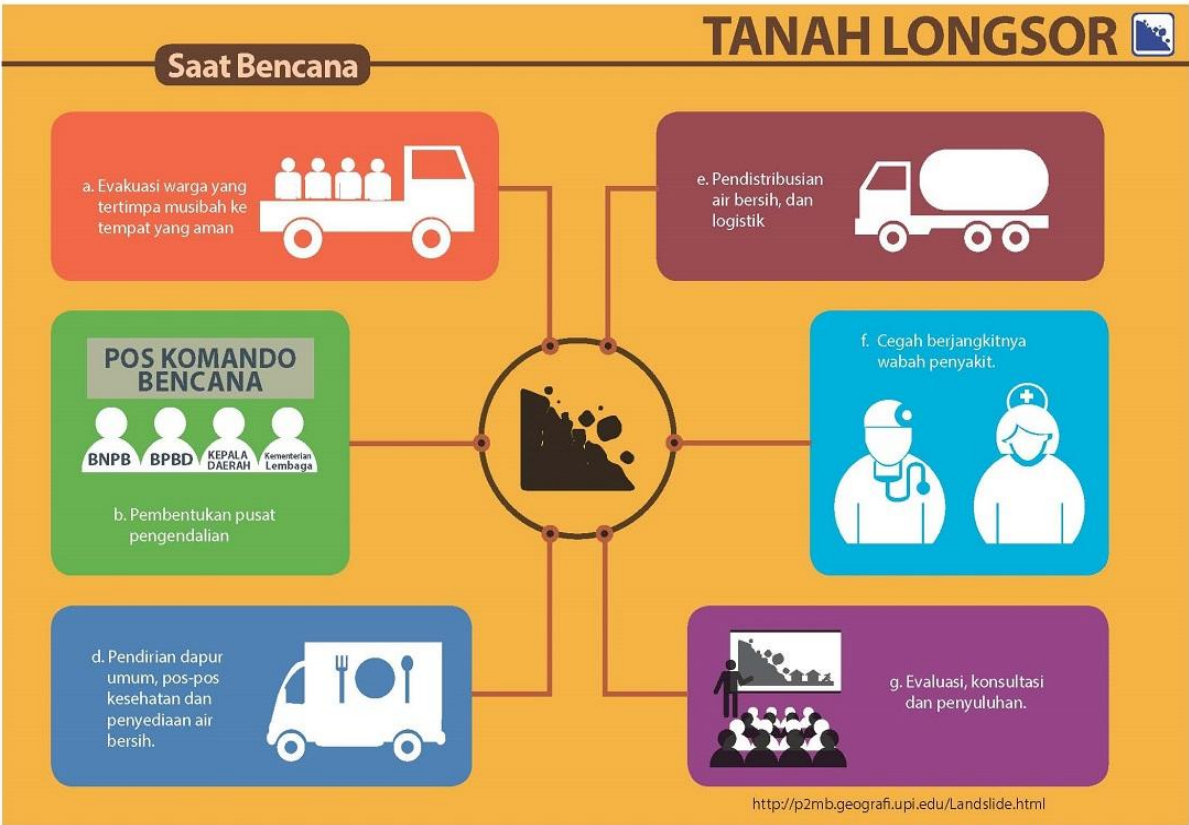 TANAH LONGSOR
Saat Bencana
a. Evakuasi warga yang
tertimpa musibah ke
tempat yang aman
POS KOMANDO
BENCANA
BNPB
BPBD
KEPALA
DAERAH
Kementerian
Lembaga
b. Pembentukan pusat
pengendalian
d. Pendirian dapur
umum, pos-pos
kesehatan dan
penyediaan air
bersih.
e. Pendistribusian
air bersih, dan
logistik
f. Cegah berjangkitnya
wabah penyakit.
g. Evaluasi, konsultasi
dan penyuluhan.
http://p2mb.geografi.upi.edu/Landslide.html